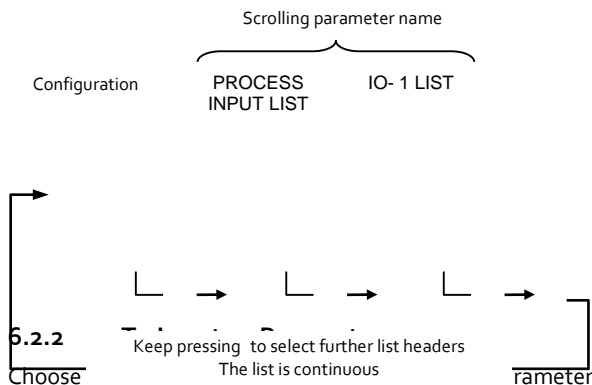 Scrolling parameter name
Configuration
PROCESS
INPUT LIST
IO- 1 LIST
6.2.2
Keep pressing to select further list headers
The list is continuous
Choose
rameter